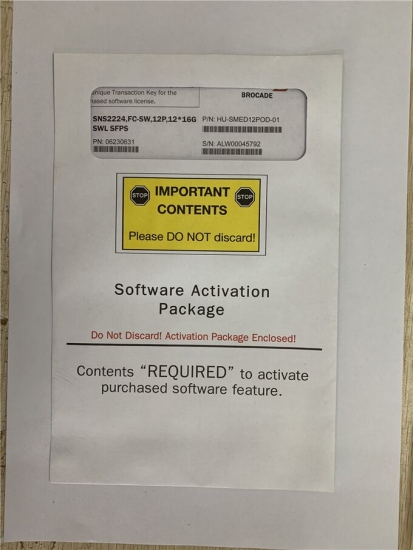 unique Transaction Key for the
based software license.
BROCADE
SNS2224,FC-SW,12P,12*16G
SWL SFPS
P/N: HU-SMED12POD-01
PN: 06230631
S/N: ALW00045792
STOP
IMPORTANT
CONTENTS
STOP
Please DO NOT discard!
Software Activation
Package
Do Not Discard! Activation Package Enclosed!
Contents “REQUIRED” to activate
purchased software feature.